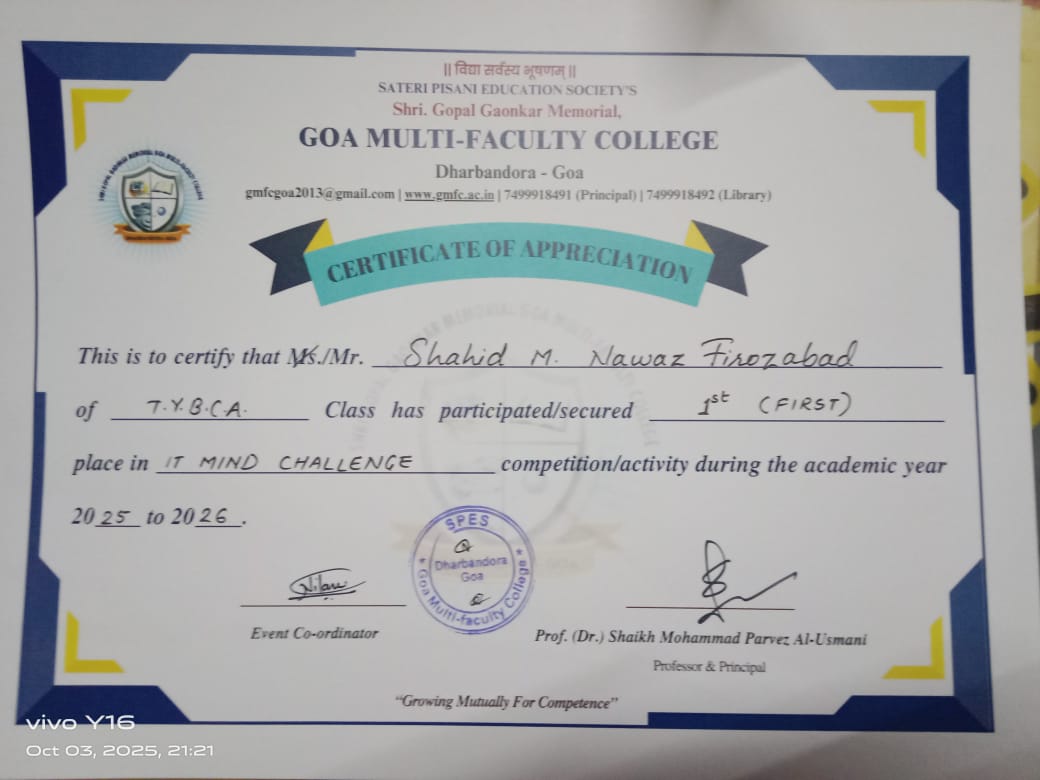 || विद्या सर्वस्य भूषणम् ||
SATERI PISANI EDUCATION SOCIETY'S
Shri. Gopal Gaonkar Memorial,
GOA MULTI-FACULTY COLLEGE
Dharbandora - Goa
gmfcgoa2013@gmail.com | www.gmfc.ac.in | 7499918491 (Principal) | 7499918492 (Library)
CERTIFICATE OF APPRECIATION
This is to certify that Ms./Mr. Shahid M. Nawaz Firozabad
of T.Y.B.C.A. Class has participated/secured 1st (FIRST)
place in IT MIND CHALLENGE competition/activity during the academic year
2025 to 2026.
SPES
Dharbandora
Goa
* Goa Multi-faculty College *
Event Co-ordinator
Prof. (Dr.) Shaikh Mohammad Parvez Al-Usmani
Professor & Principal
“Growing Mutually For Competence”
vivo Y16
Oct 03, 2025, 21:21